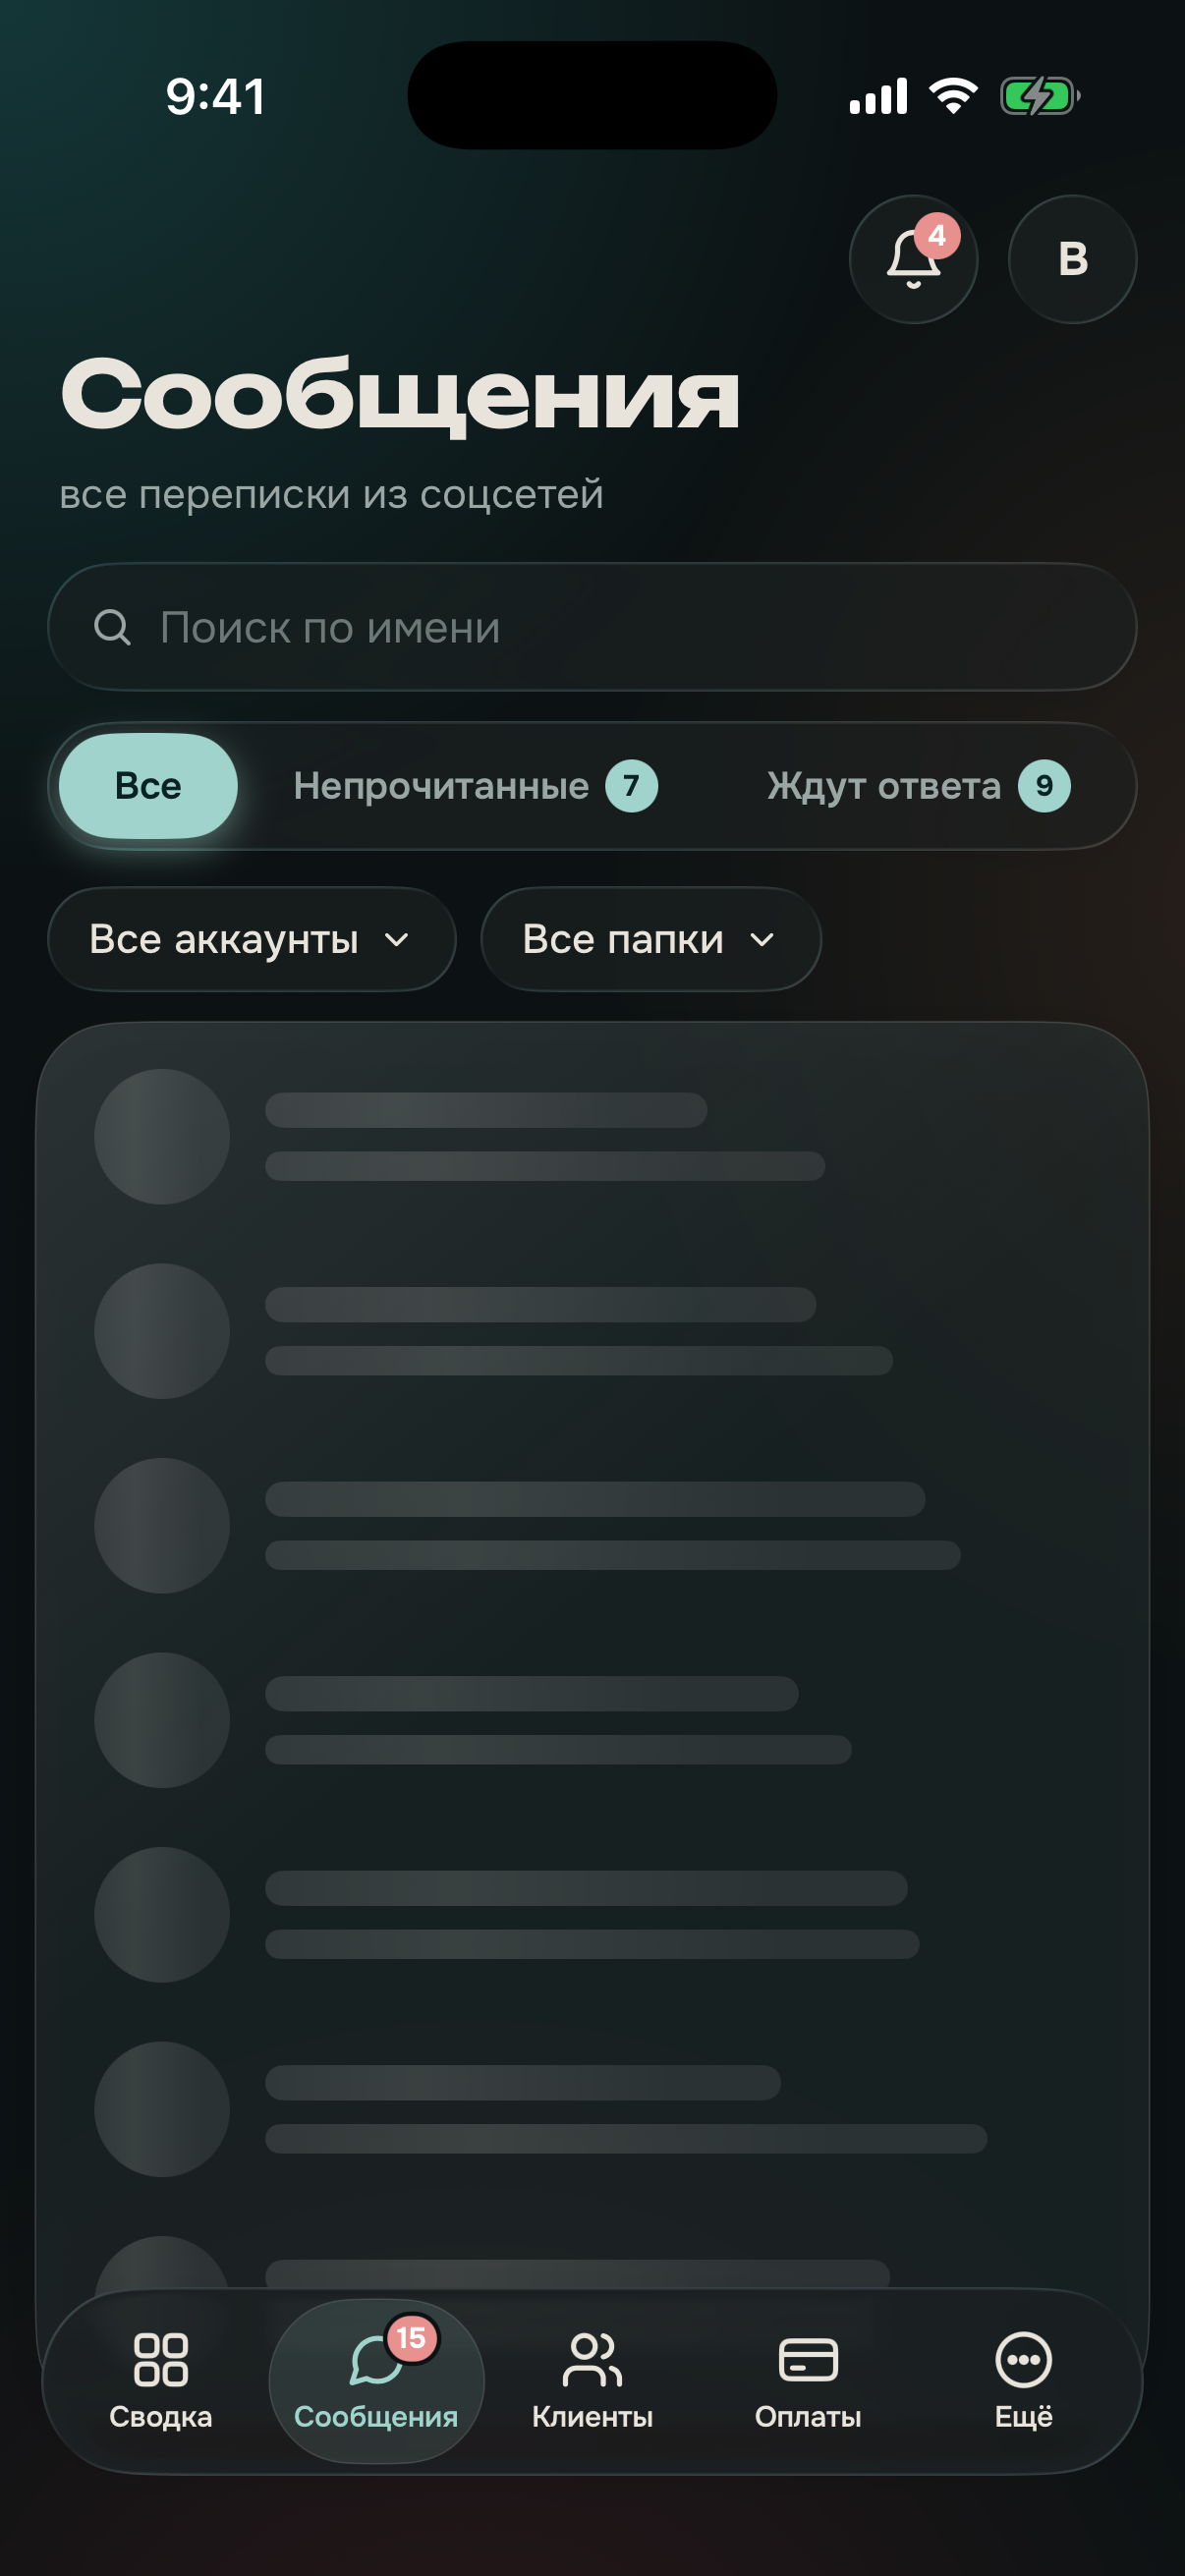 9:41
4
В
Сообщения
все переписки из соцсетей
Поиск по имени
Все
Непрочитанные 7
Ждут ответа 9
Все аккаунты
Все папки
15
Сводка
Сообщения
Клиенты
Оплаты
Ещё